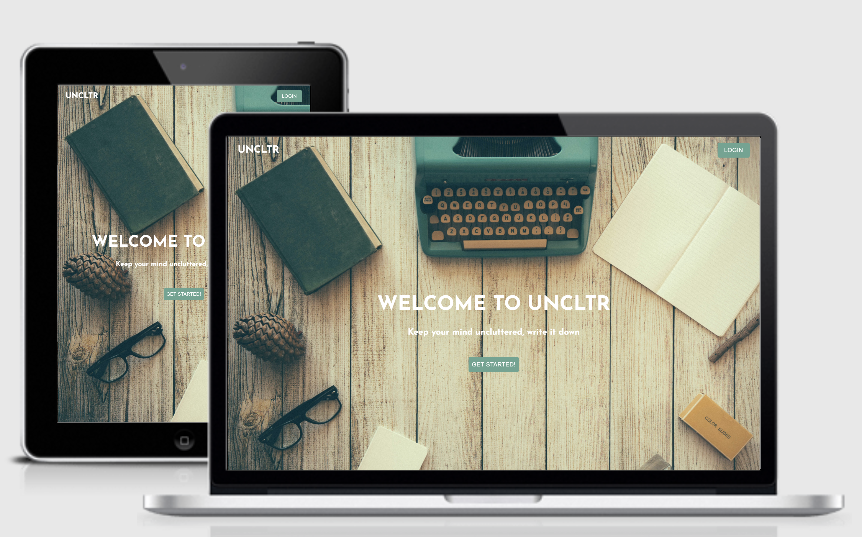 UNCLTR
LOGIN
WELCOME TO
Keep your mind uncluttered,
GET STARTED!
UNCLTR
LOGIN
WELCOME TO UNCLTR
Keep your mind uncluttered, write it down
GET STARTED!